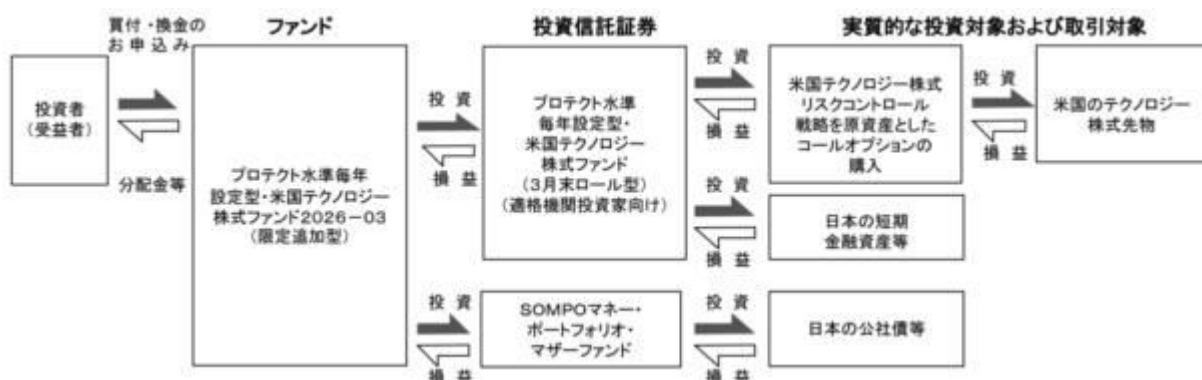 買付・換金の
お申込み
ファンド
投資信託証券
実質的な投資対象および取引対象
投資者
（受益者）
分配金等
プロテクト水準毎年
設定型・米国テクノロジー
株式ファンド2026－03
（限定追加型）
投 資
損 益
プロテクト水準
毎年設定型・
米国テクノロジー
株式ファンド
（3月末ロール型）
（適格機関投資家向け）
投 資
損 益
米国テクノロジー株式
リスクコントロール
戦略を原資産とした
コールオプションの
購入
投 資
損 益
米国のテクノロジー
株式先物
投 資
損 益
日本の短期
金融資産等
投 資
損 益
SOMPOマネー・
ポートフォリオ・
マザーファンド
投 資
損 益
日本の公社債等